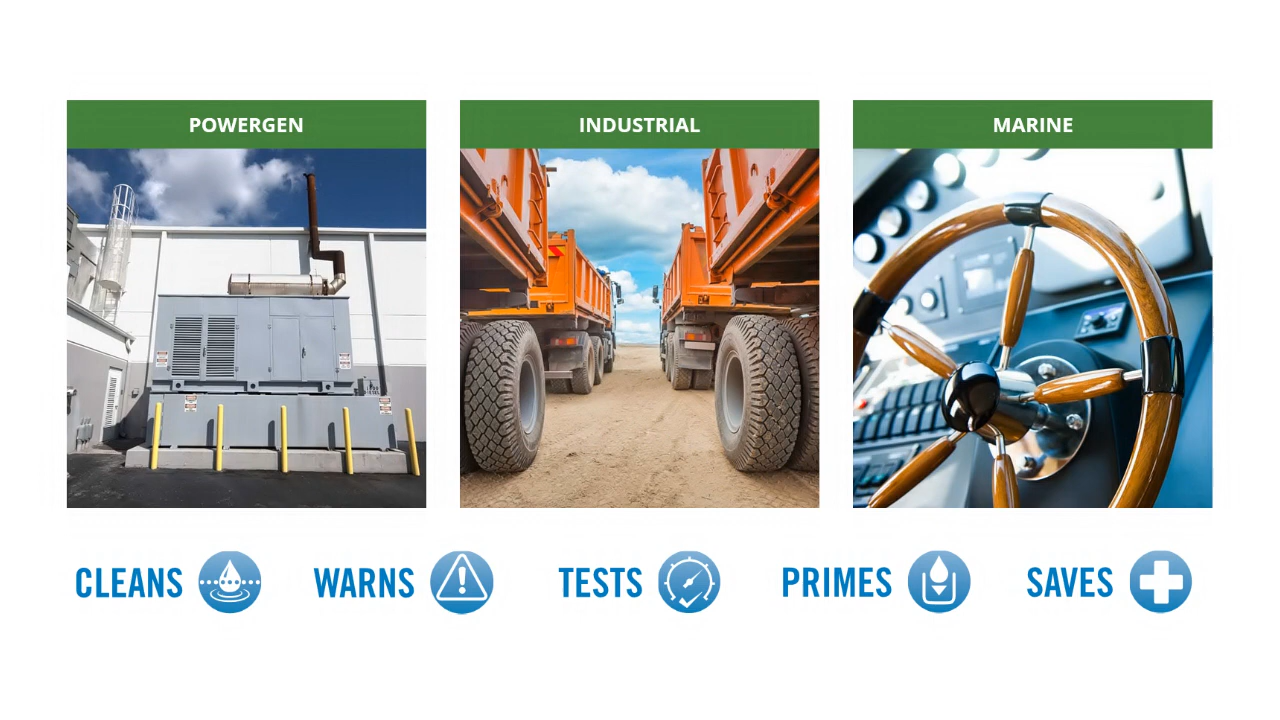 POWERGEN
INDUSTRIAL
MARINE
CLEANS
WARNS
TESTS
PRIMES
SAVES